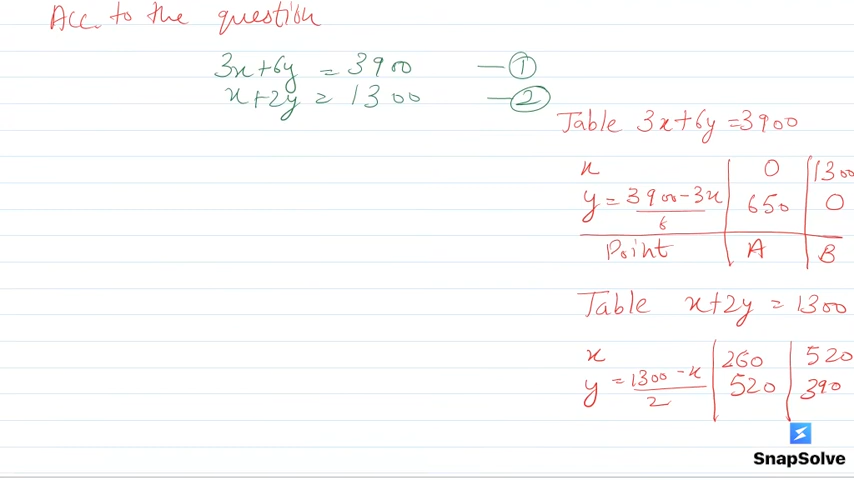 Acc. to the question
3x+6y = 3900 —①
x+2y = 1300 —②
Table 3x+6y=3900
x | 0 | 1300
y = 3900-3x/6 | 650 | 0
Point | A | B
Table x+2y = 1300
x | 260 | 520
y = 1300-x/2 | 520 | 390
SnapSolve